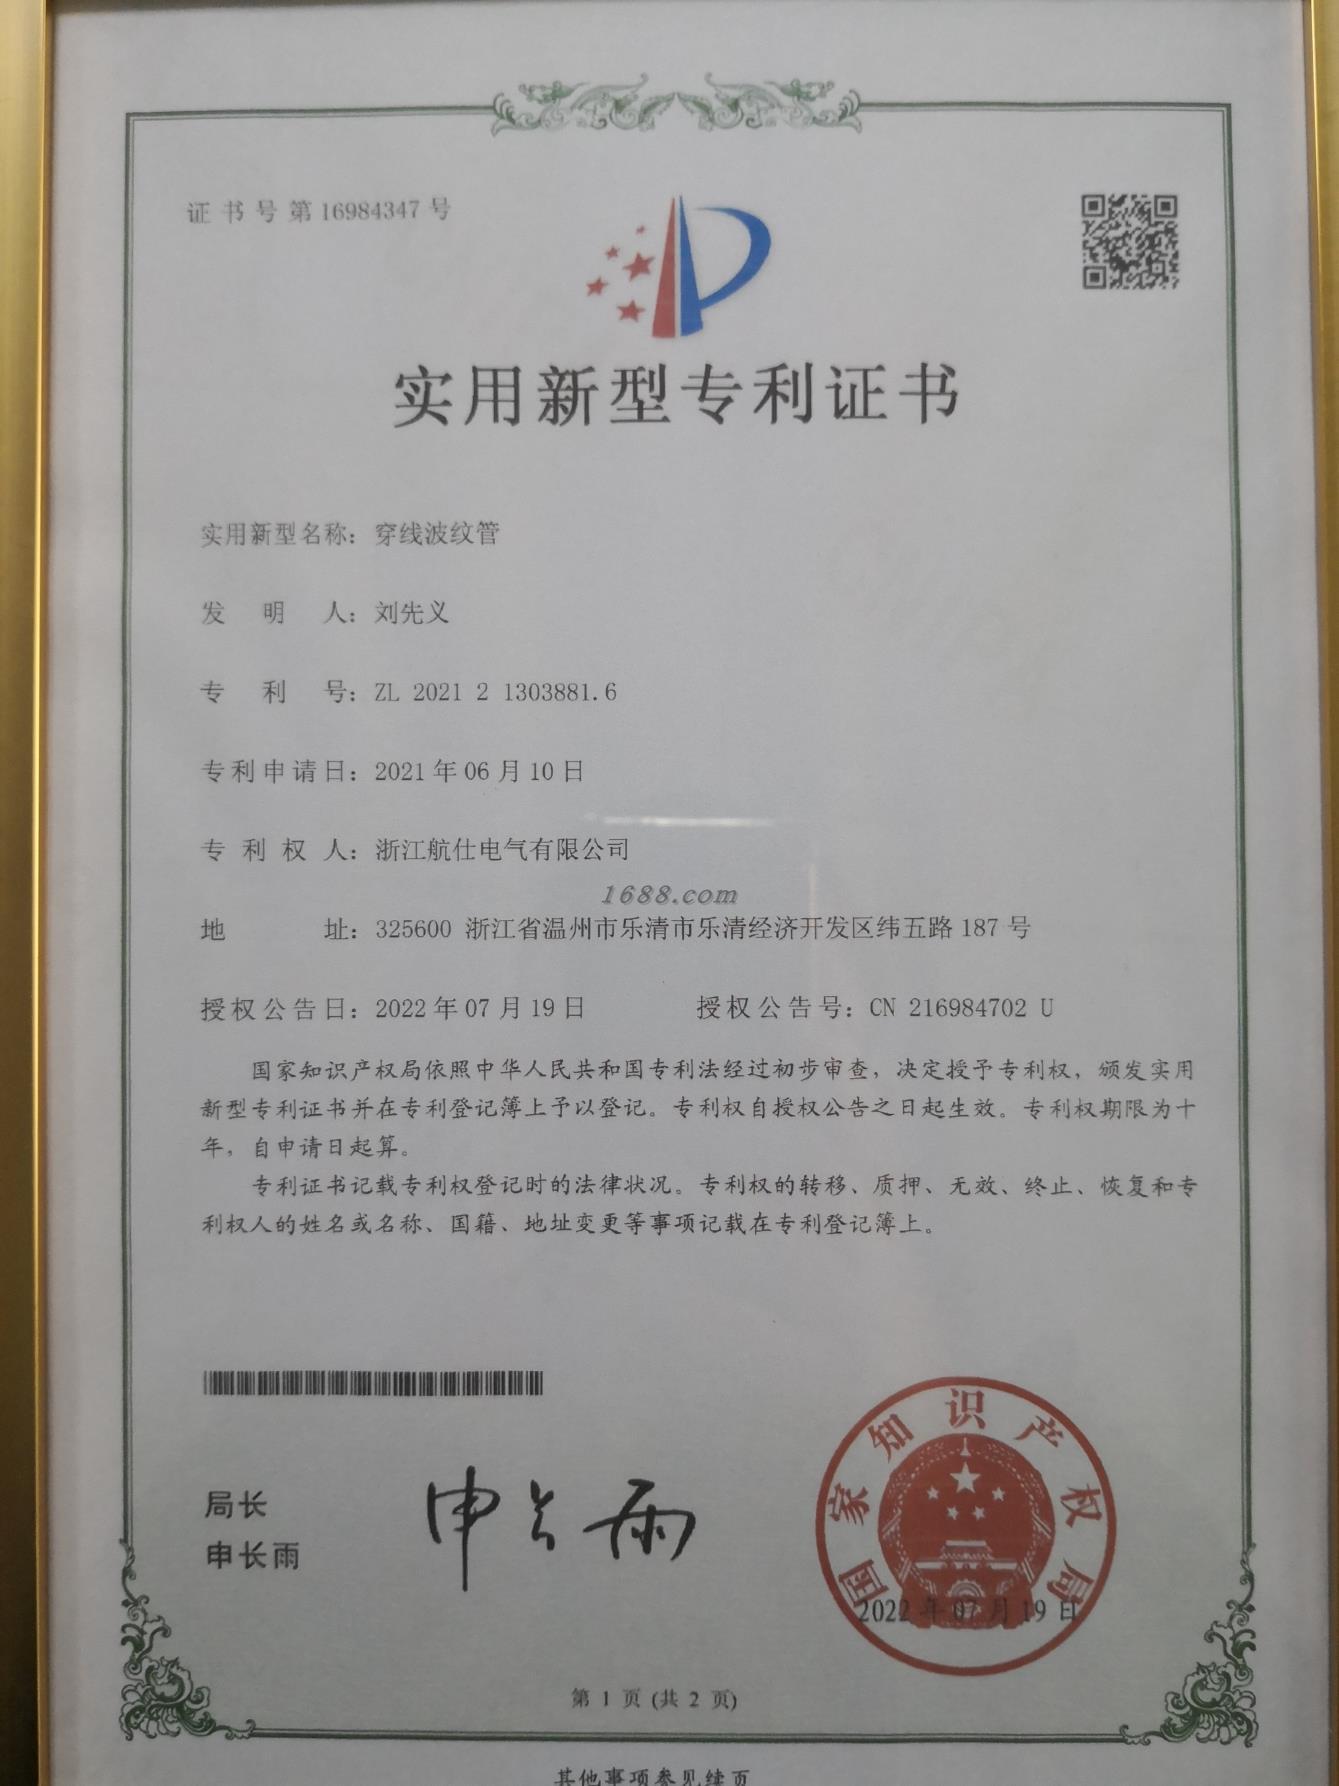 证书号第16984347号
实用新型专利证书
实用新型名称：穿线波纹管
发明人：刘先义
专利号：ZL 2021 2 1303881.6
专利申请日：2021年06月10日
专利权人：浙江航仕电气有限公司
1688.com
地址：325600 浙江省温州市乐清市乐清经济开发区纬五路187号
授权公告日：2022年07月19日 授权公告号：CN 216984702 U
国家知识产权局依照中华人民共和国专利法经过初步审查，决定授予专利权，颁发实用
新型专利证书并在专利登记簿上予以登记。专利权自授权公告之日起生效。专利权期限为十
年，自申请日起算。
专利证书记载专利权登记时的法律状况。专利权的转移、质押、无效、终止、恢复和专
利权人的姓名或名称、国籍、地址变更等事项记载在专利登记簿上。
局长
申长雨
申长雨
国家知识产权局
2022年07月19日
第 1 页 (共 2 页)
其他事项参见续页